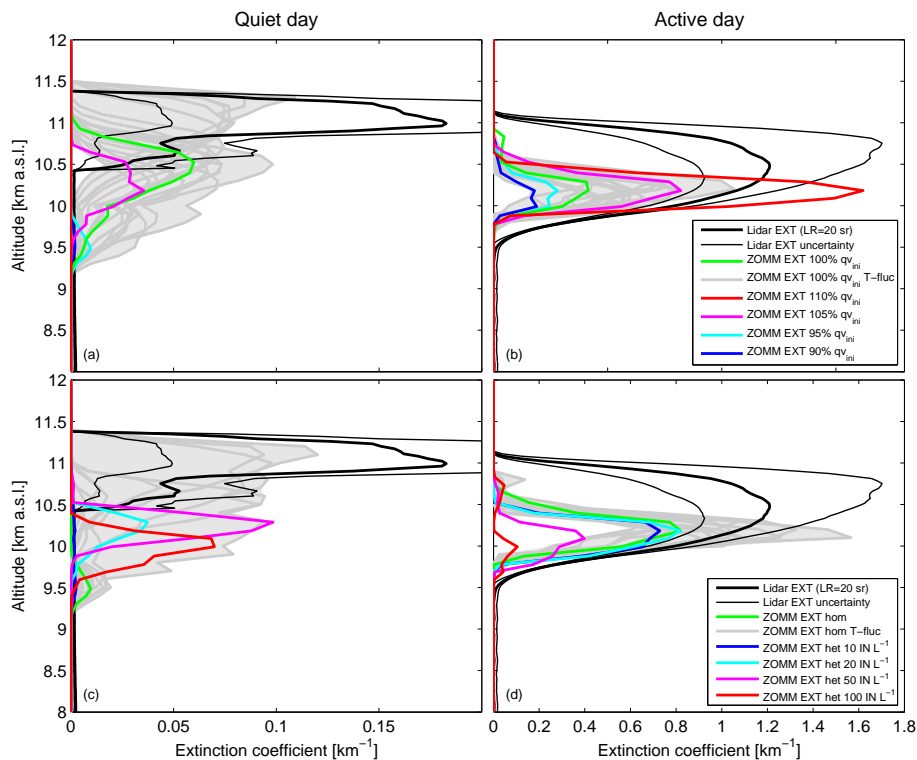 Quiet day
Active day
12
11.5
11
10.5
10
9.5
9
8.5
Altitude [km a.s.l.]
(a)
(b)
Lidar EXT (LR=20 sr)
Lidar EXT uncertainty
ZOMM EXT 100% qv_ini
ZOMM EXT 100% qv_ini T−fluc
ZOMM EXT 110% qv_ini
ZOMM EXT 105% qv_ini
ZOMM EXT 95% qv_ini
ZOMM EXT 90% qv_ini
12
11.5
11
10.5
10
9.5
9
8.5
8
Altitude [km a.s.l.]
(c)
(d)
Lidar EXT (LR=20 sr)
Lidar EXT uncertainty
ZOMM EXT hom
ZOMM EXT hom T−fluc
ZOMM EXT het 10 IN L⁻¹
ZOMM EXT het 20 IN L⁻¹
ZOMM EXT het 50 IN L⁻¹
ZOMM EXT het 100 IN L⁻¹
0 0.05 0.1 0.15
0 0.2 0.4 0.6 0.8 1 1.2 1.4 1.6 1.8
Extinction coefficient [km⁻¹]
Extinction coefficient [km⁻¹]